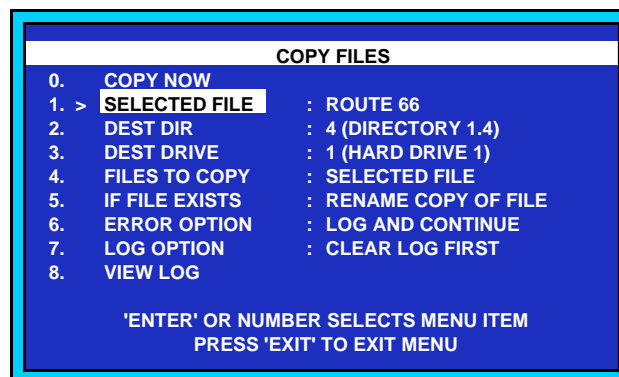 COPY FILES
0. COPY NOW
1. > SELECTED FILE : ROUTE 66
2. DEST DIR : 4 (DIRECTORY 1.4)
3. DEST DRIVE : 1 (HARD DRIVE 1)
4. FILES TO COPY : SELECTED FILE
5. IF FILE EXISTS : RENAME COPY OF FILE
6. ERROR OPTION : LOG AND CONTINUE
7. LOG OPTION : CLEAR LOG FIRST
8. VIEW LOG
'ENTER' OR NUMBER SELECTS MENU ITEM
PRESS 'EXIT' TO EXIT MENU